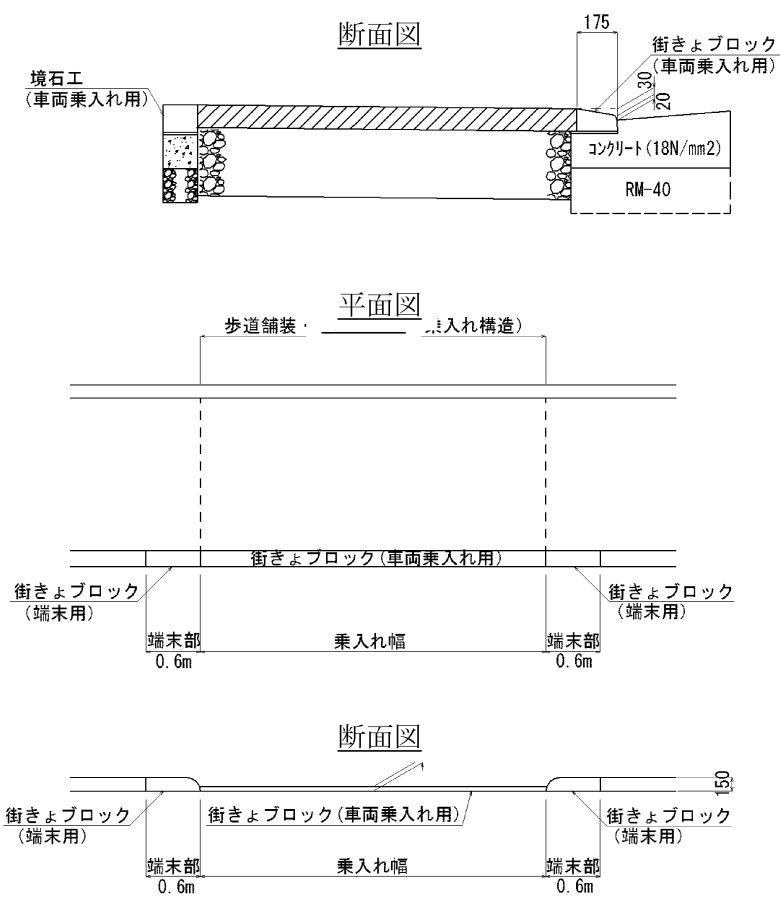 断面図
175
街きょブロック
(車両乗入れ用)
30
20
境石工
(車両乗入れ用)
コンクリート(18N/mm2)
RM-40
平面図
歩道舗装・
乗入れ構造)
街きょブロック(車両乗入れ用)
街きょブロック
(端末用)
街きょブロック
(端末用)
端末部
乗入れ幅
端末部
0.6m
0.6m
断面図
150
街きょブロック
(端末用)
街きょブロック(車両乗入れ用)
街きょブロック
(端末用)
端末部
乗入れ幅
端末部
0.6m
0.6m